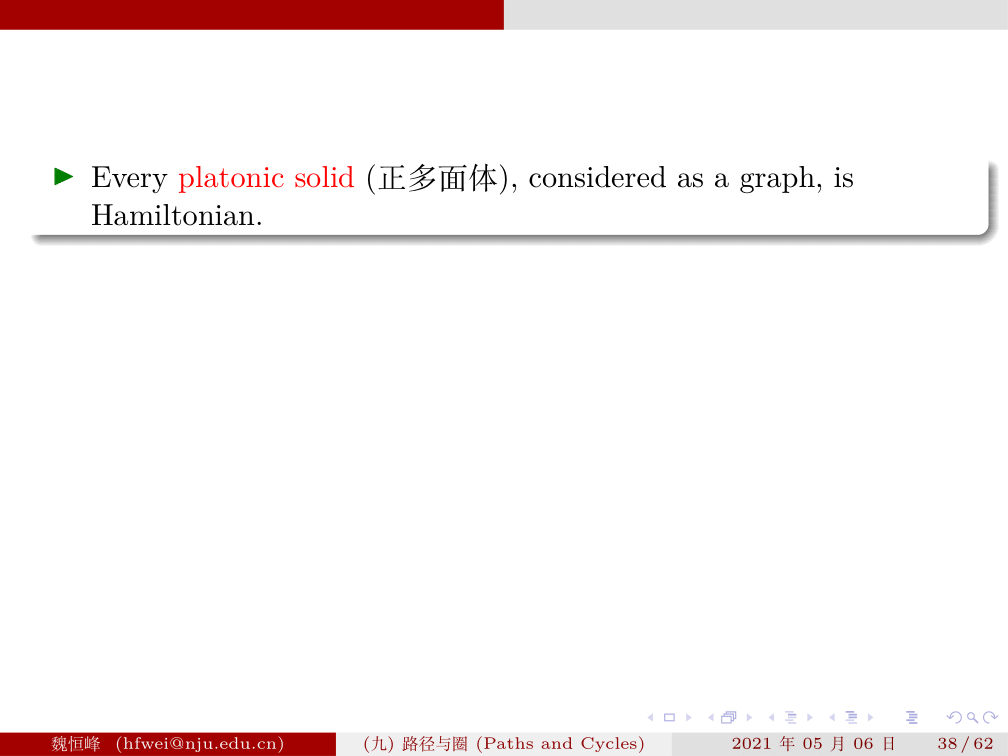 Every platonic solid (正多面体), considered as a graph, is
Hamiltonian.
魏恒峰 (hfwei@nju.edu.cn)
(九) 路径与圈 (Paths and Cycles)
2021 年 05 月 06 日
38 / 62